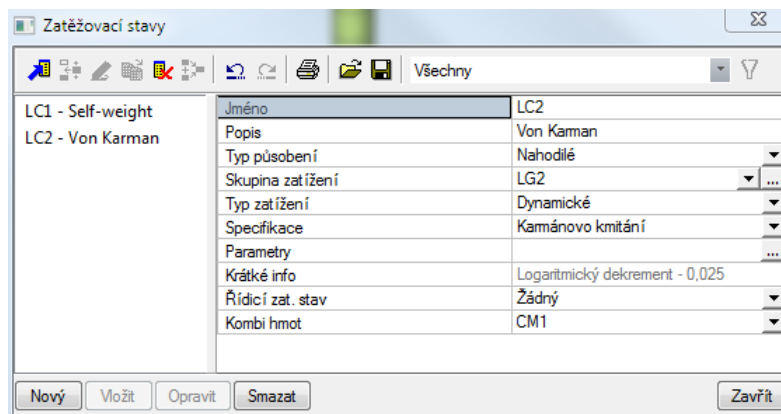 Zatěžovací stavy
Všechny
LC1 - Self-weight
LC2 - Von Karman
Jméno LC2
Popis Von Karman
Typ působení Nahodilé
Skupina zatížení LG2 ...
Typ zatížení Dynamické
Specifikace Karmánovo kmitání
Parametry ...
Krátké info Logaritmický dekrement - 0,025
Řídicí zat. stav Žádný
Kombi hmot CM1
Nový Vložit Opravit Smazat Zavřít